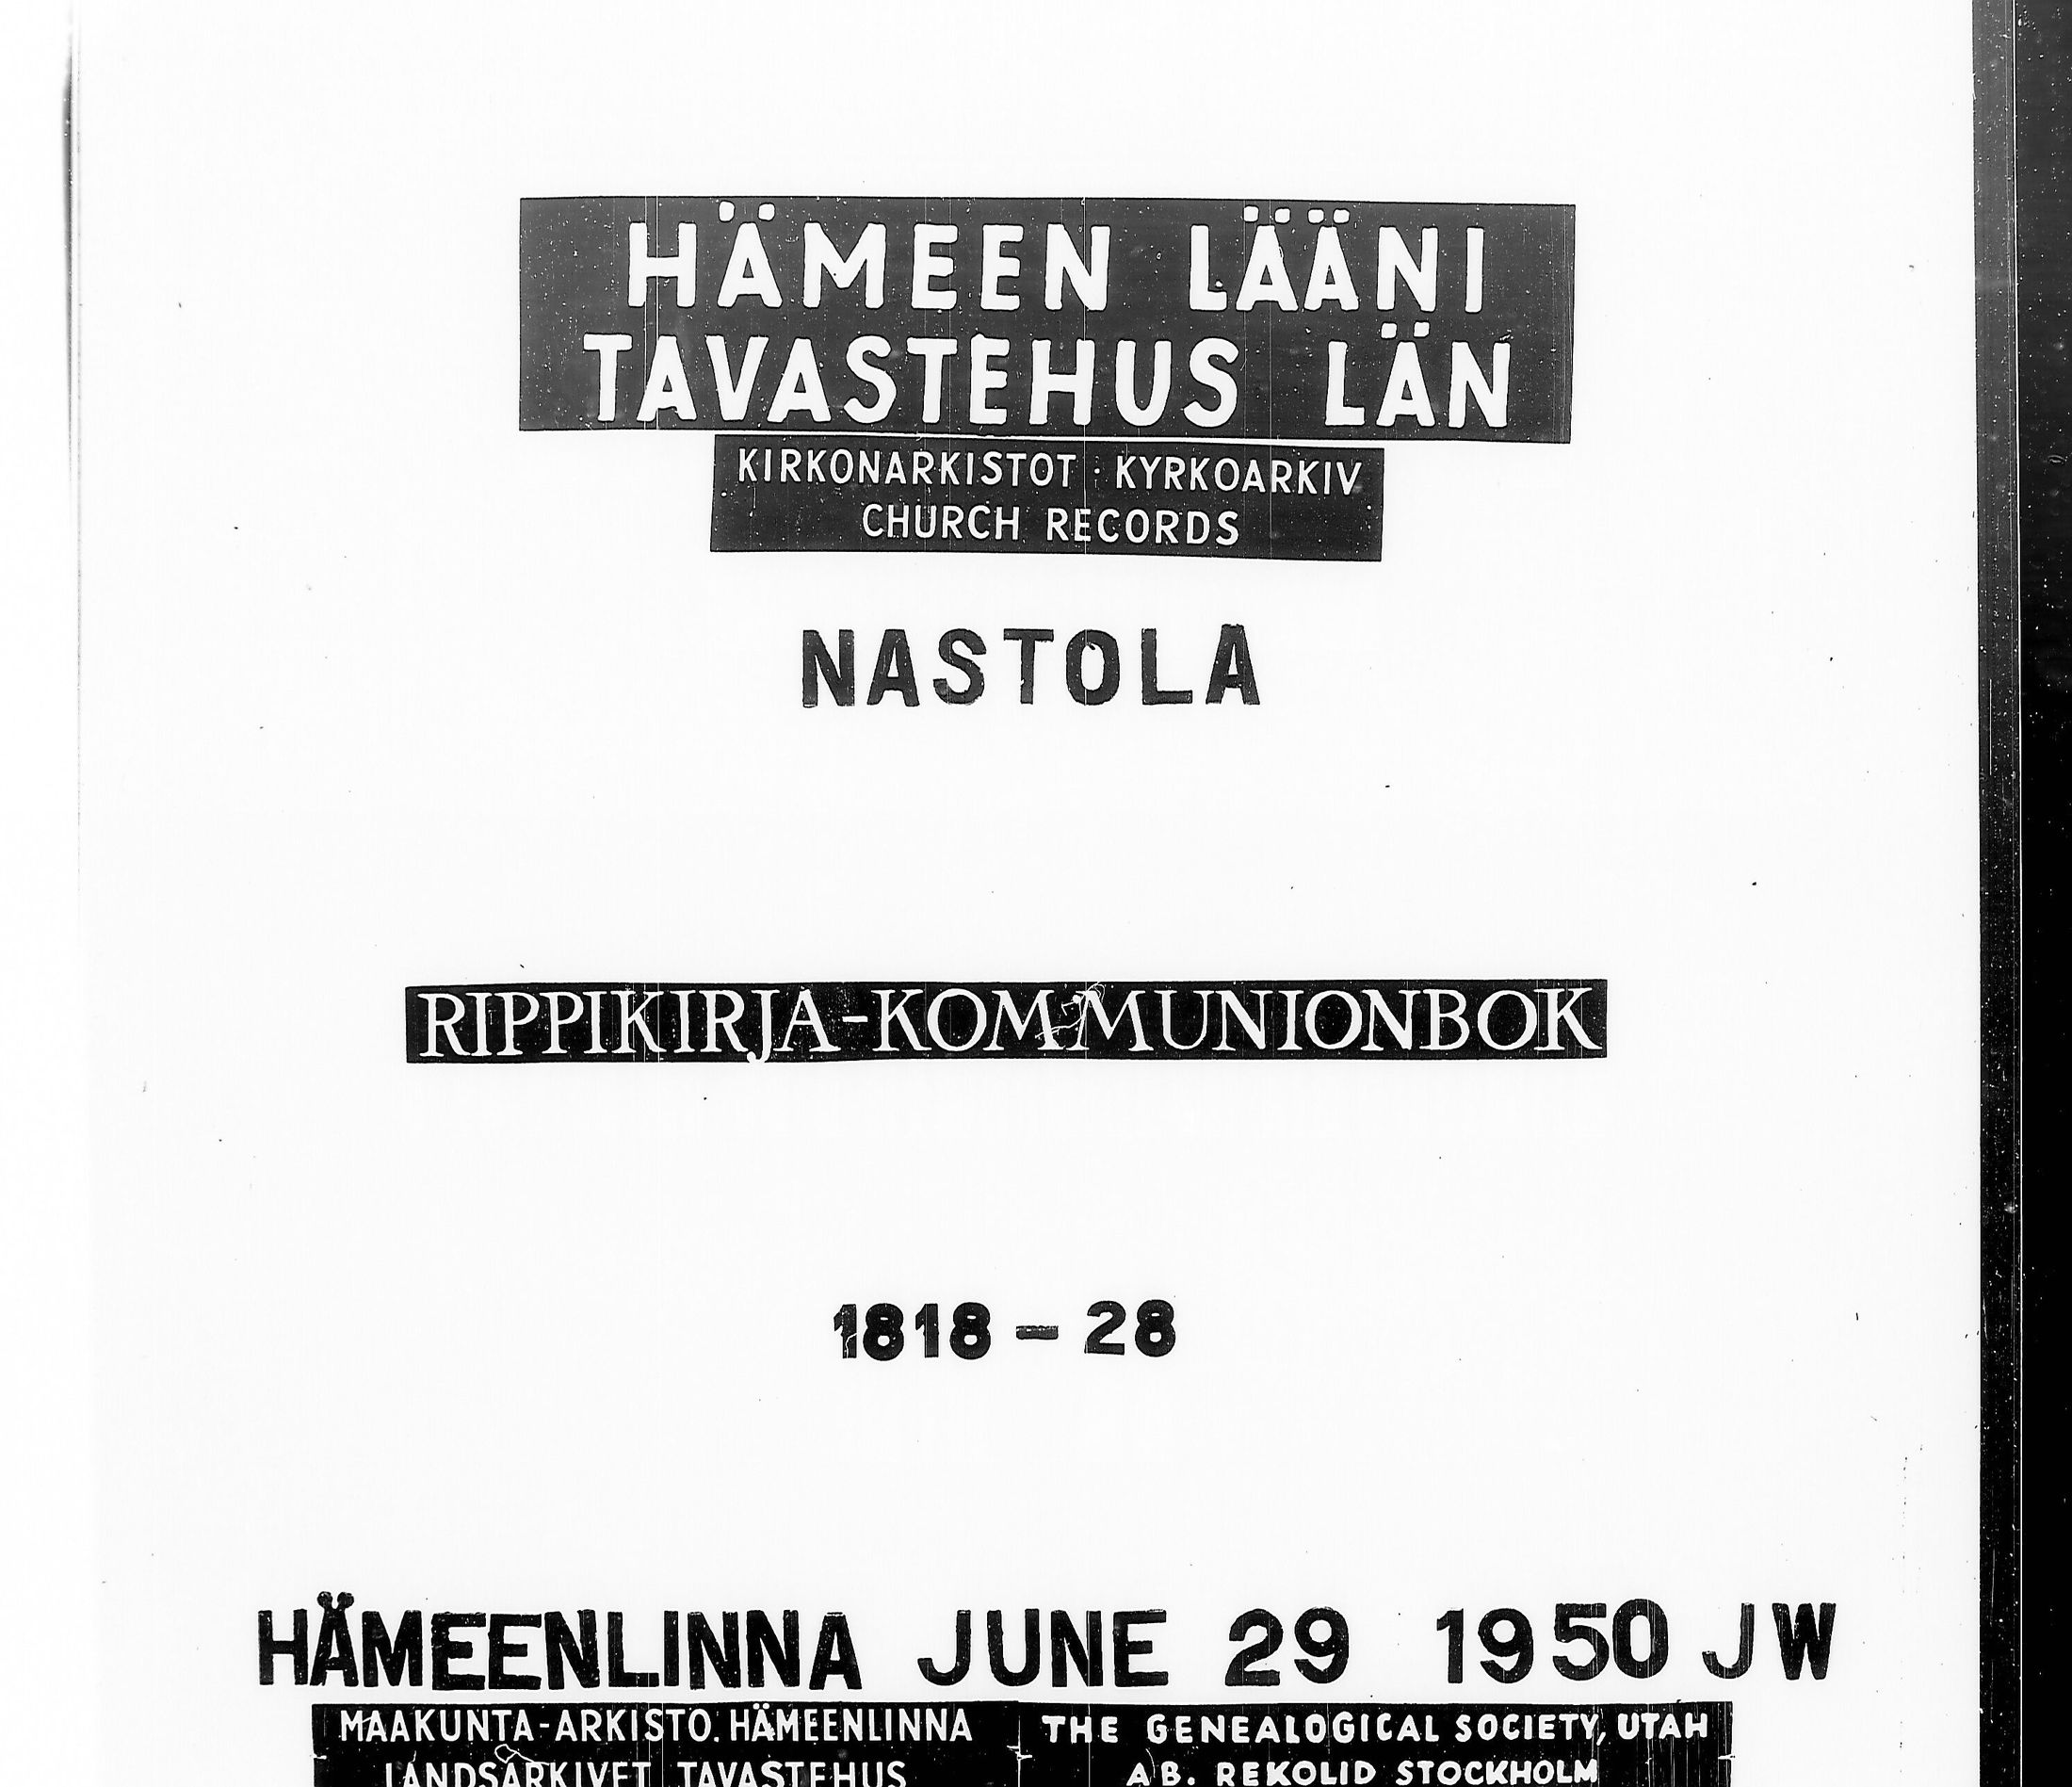 HÄMEEN LÄÄNI
TAVASTEHUS LÄN
KIRKONARKISTOT : KYRKOARKIV
CHURCH RECORDS
NASTOLA
RIPPIKIRJA-KOMMUNIONBOK
1818 – 28
HÄMEENLINNA JUNE 29 1950 JW
MAAKUNTA-ARKISTO. HÄMEENLINNA
LANDSARKIVET TAVASTEHUS
THE GENEALOGICAL SOCIETY, UTAH
AB. REKOLID STOCKHOLM